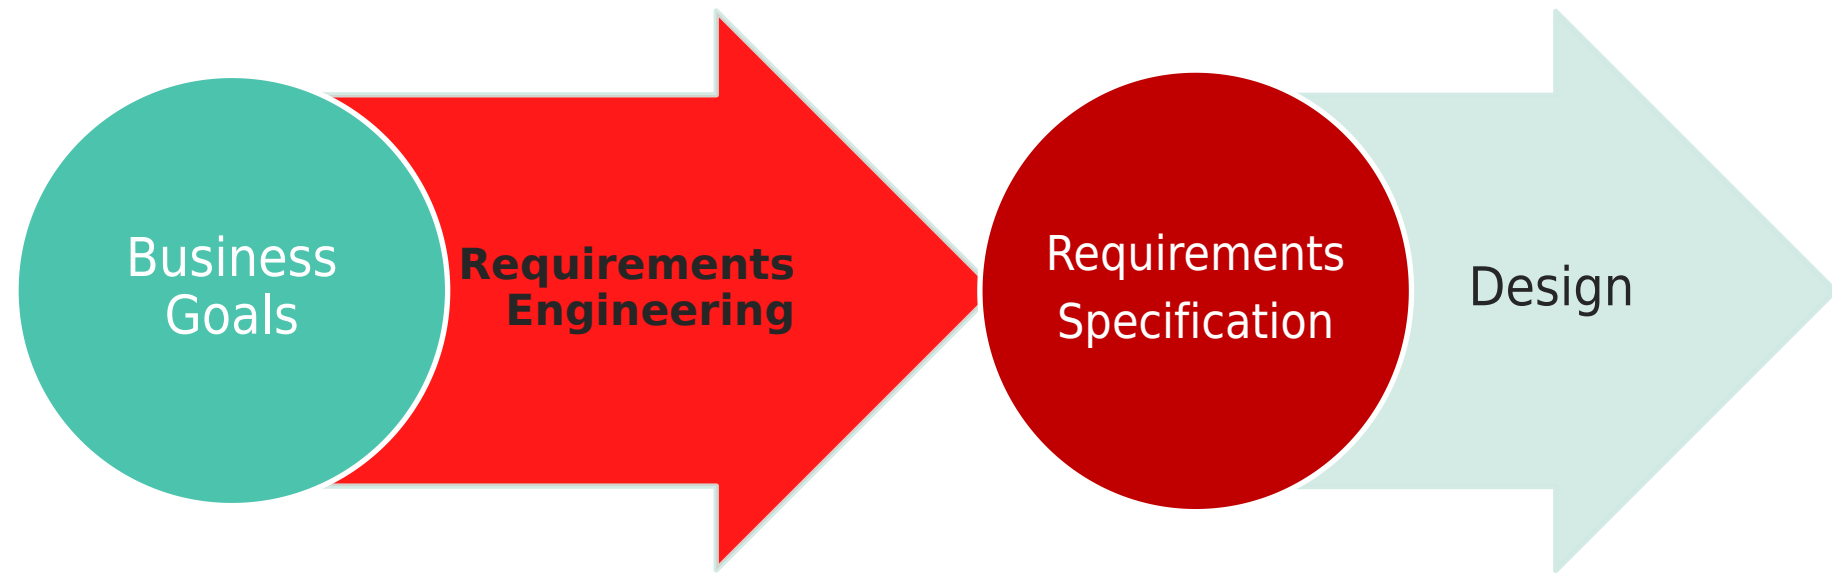 Business
Goals
Requirements
Engineering
Requirements
Specification
Design